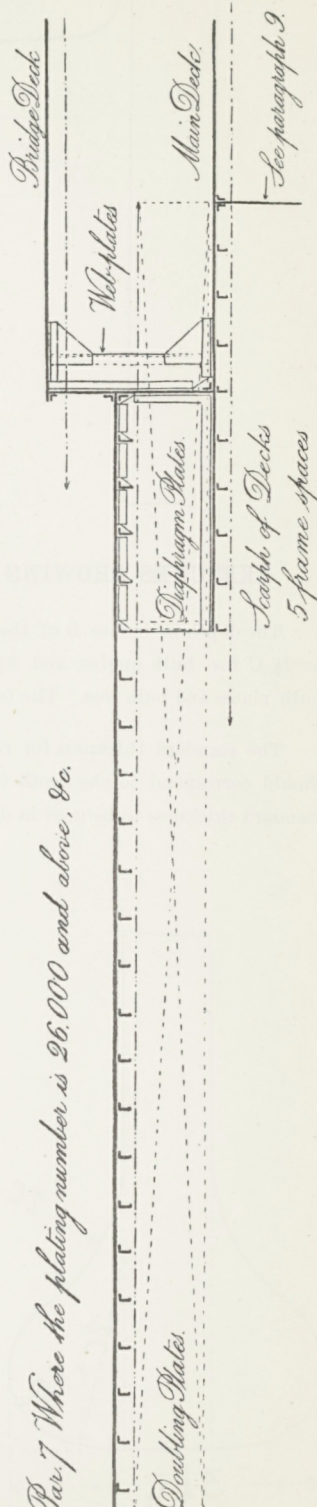 Par. 7 Where the plating number is 26.000 and above, &c.
Bridge Deck
Web-plates
Main Deck.
See paragraph 9.
Diaphragm Plates.
Scarph of Decks
5 frame spaces
Doubling Plates.